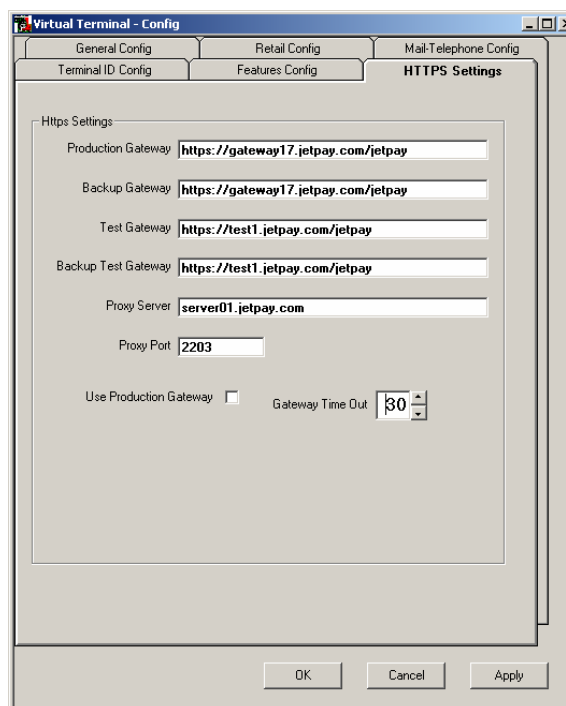 Virtual Terminal - Config
General Config Retail Config Mail-Telephone Config
Terminal ID Config Features Config HTTPS Settings
Https Settings
Production Gateway https://gateway17.jetpay.com/jetpay
Backup Gateway https://gateway17.jetpay.com/jetpay
Test Gateway https://test1.jetpay.com/jetpay
Backup Test Gateway https://test1.jetpay.com/jetpay
Proxy Server server01.jetpay.com
Proxy Port 2203
Use Production Gateway Gateway Time Out 30
OK Cancel Apply